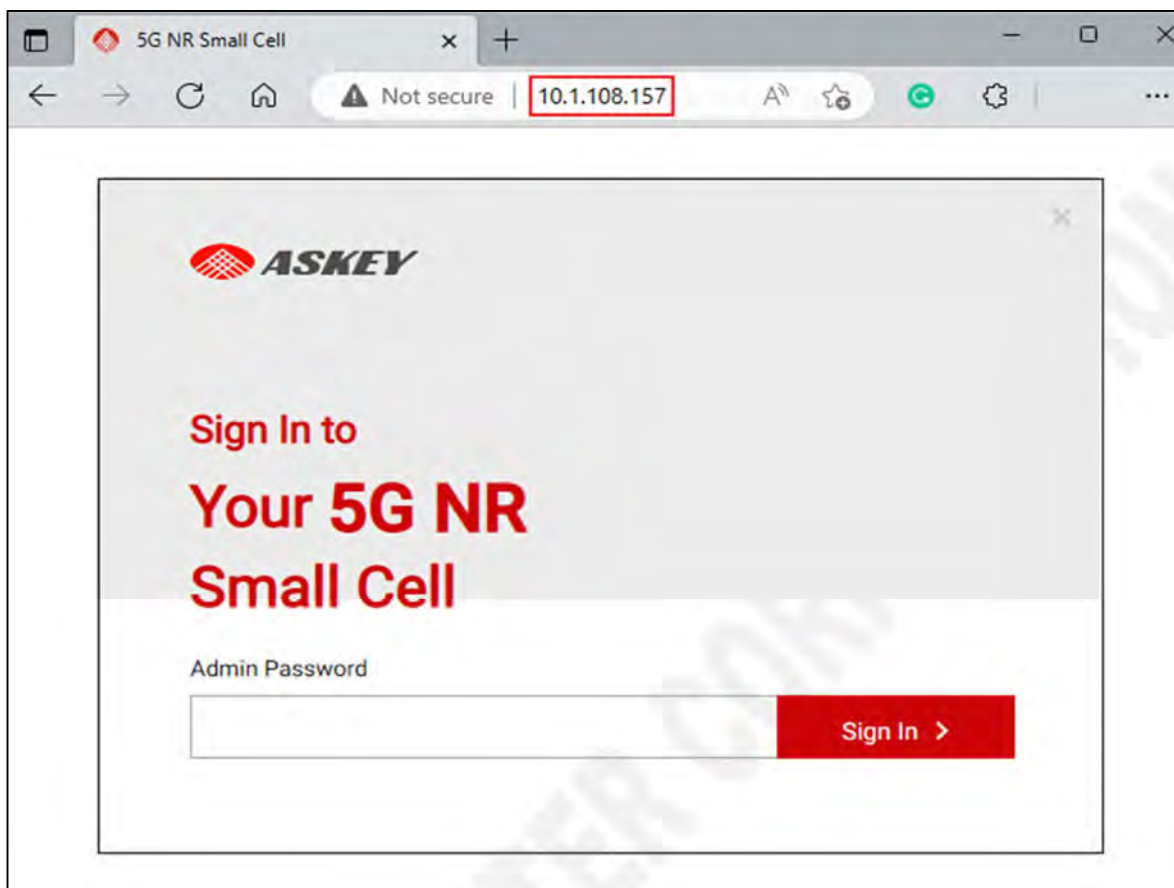 5G NR Small Cell
Not secure 10.1.108.157
ASKEY
Sign In to
Your 5G NR
Small Cell
Admin Password
Sign In